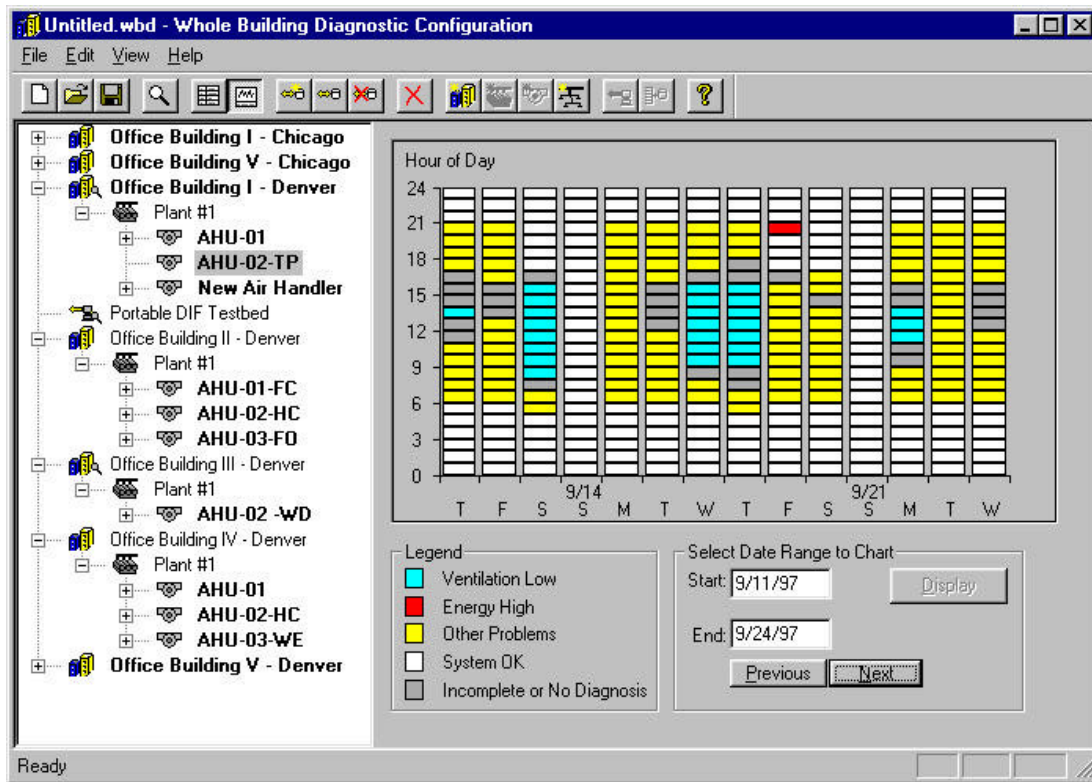 Untitled.wbd - Whole Building Diagnostic Configuration
File Edit View Help
Office Building I - Chicago
Office Building V - Chicago
Office Building I - Denver
Plant #1
AHU-01
AHU-02-TP
New Air Handler
Portable DIF Testbed
Office Building II - Denver
Plant #1
AHU-01-FC
AHU-02-HC
AHU-03-FO
Office Building III - Denver
Plant #1
AHU-02 -WD
Office Building IV - Denver
Plant #1
AHU-01
AHU-02-HC
AHU-03-WE
Office Building V - Denver
Hour of Day
24
21
18
15
12
9
6
3
0
9/14 9/21
T F S S M T W T F S S M T W
Legend
Ventilation Low
Energy High
Other Problems
System OK
Incomplete or No Diagnosis
Select Date Range to Chart
Start: 9/11/97 Display
End: 9/24/97
Previous Next
Ready